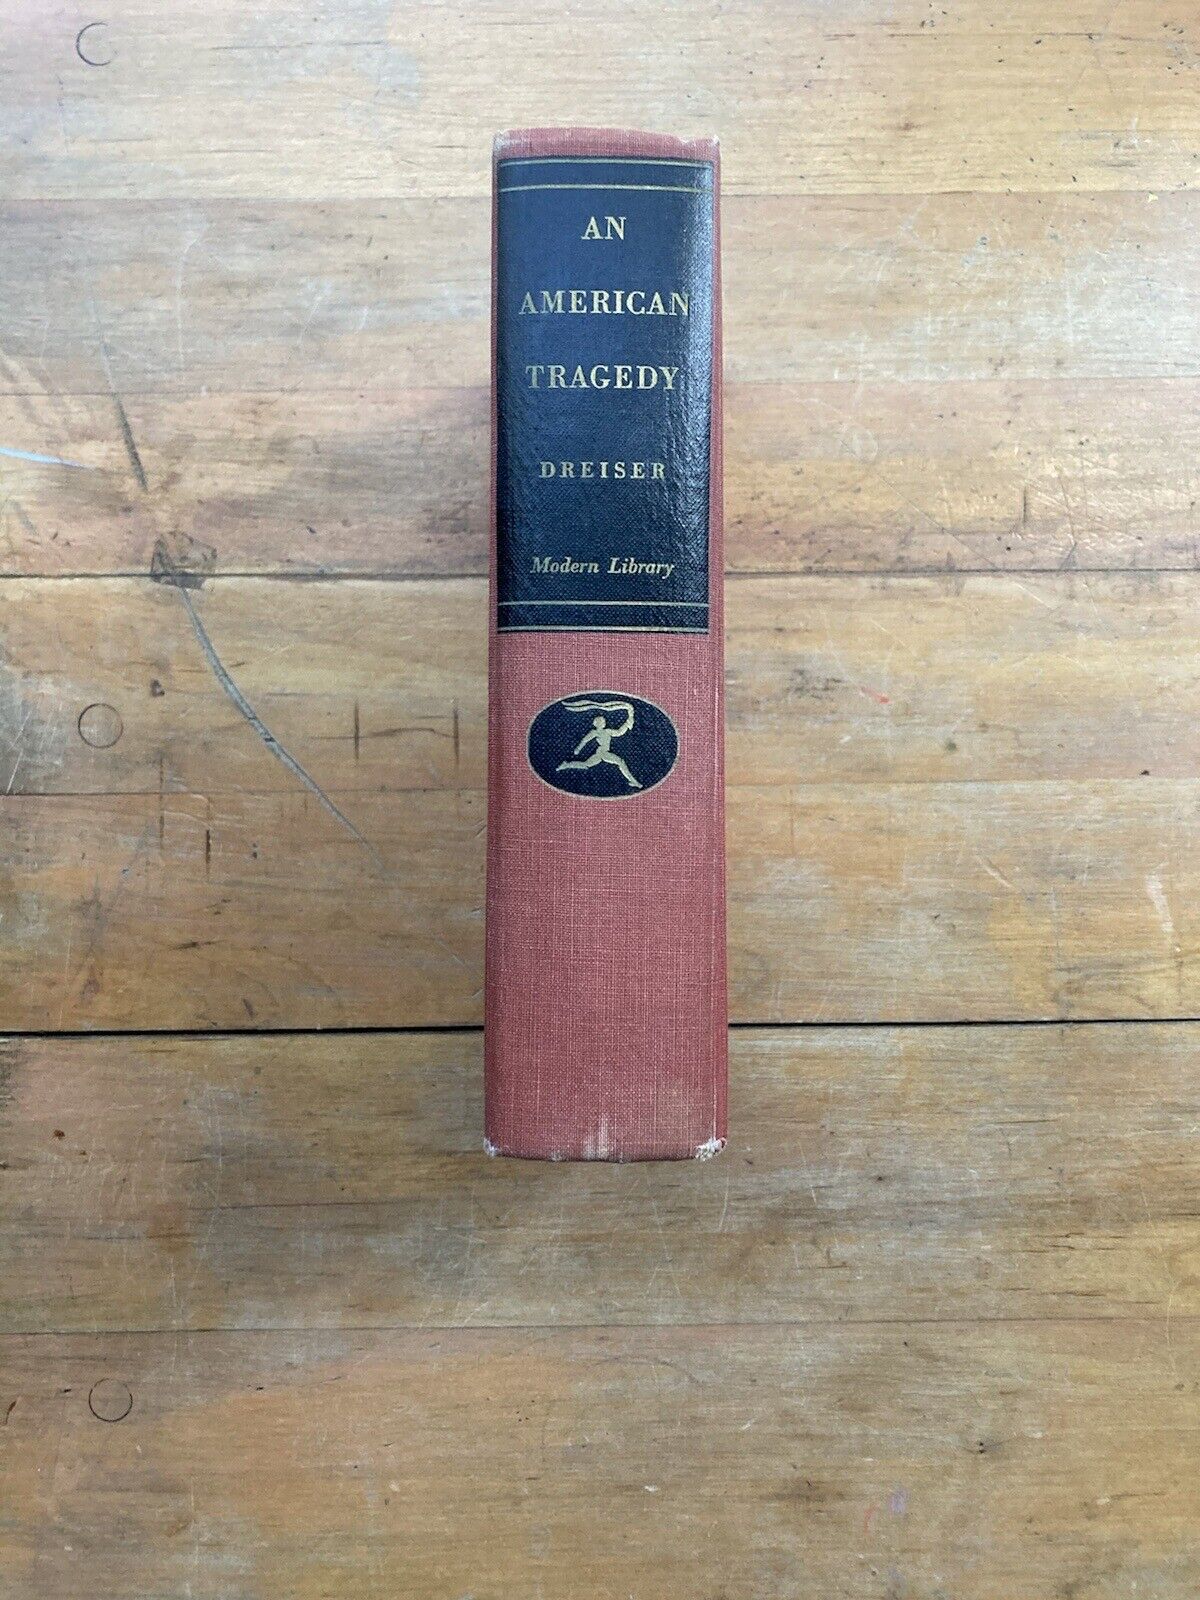 AN
AMERICAN
TRAGEDY
DREISER
Modern Library